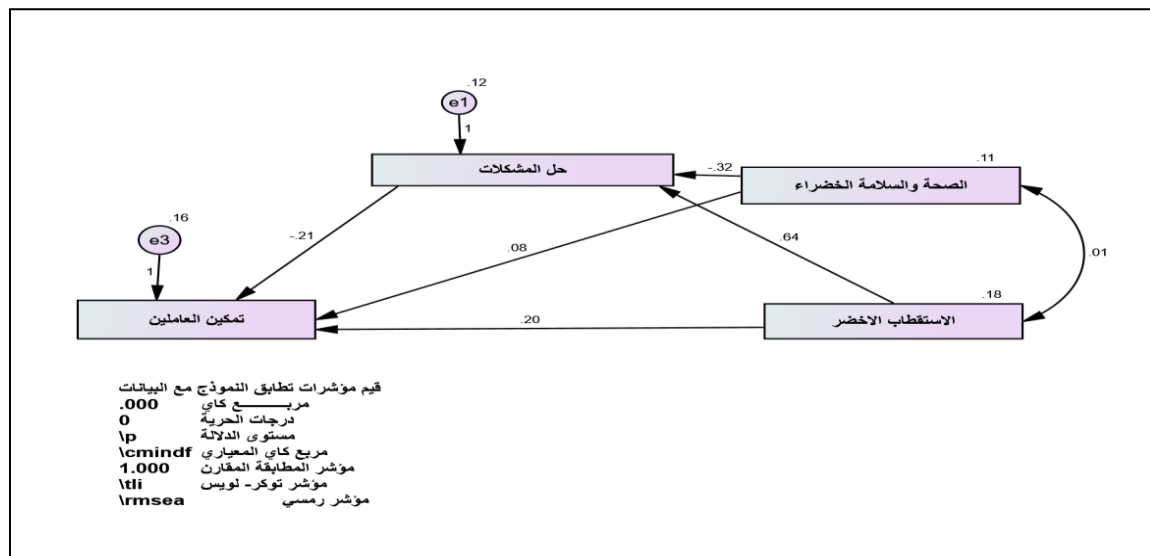 .12
e1
1
حل المشكلات
-.32
.11
الصحة والسلامة الخضراء
.16
e3
1
-.21
.08
.64
.01
.18
تمكين العاملين
.20
الاستقطاب الاخضر
قيم مؤشرات تطابق النموذج مع البيانات
مربـــــــع كاي .000
درجات الحرية 0
مستوى الدلالة \p
مربع كاي المعياري \cmindf
مؤشر المطابقة المقارن 1.000
مؤشر توكر- لويس \tli
مؤشر رمسي \rmsea